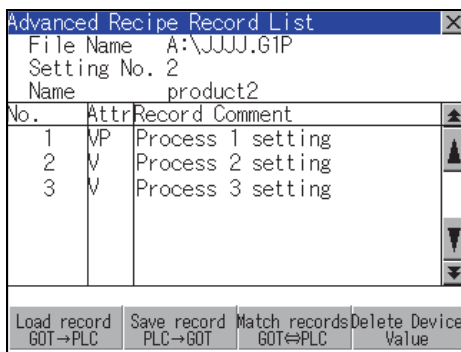 Advanced Recipe Record List
File Name A:\JJJJ.G1P
Setting No. 2
Name product2
No. Attr Record Comment
1 VP Process 1 setting
2 V Process 2 setting
3 V Process 3 setting
Load record Save record Match records Delete Device
GOT→PLC PLC→GOT GOT⇔PLC Value